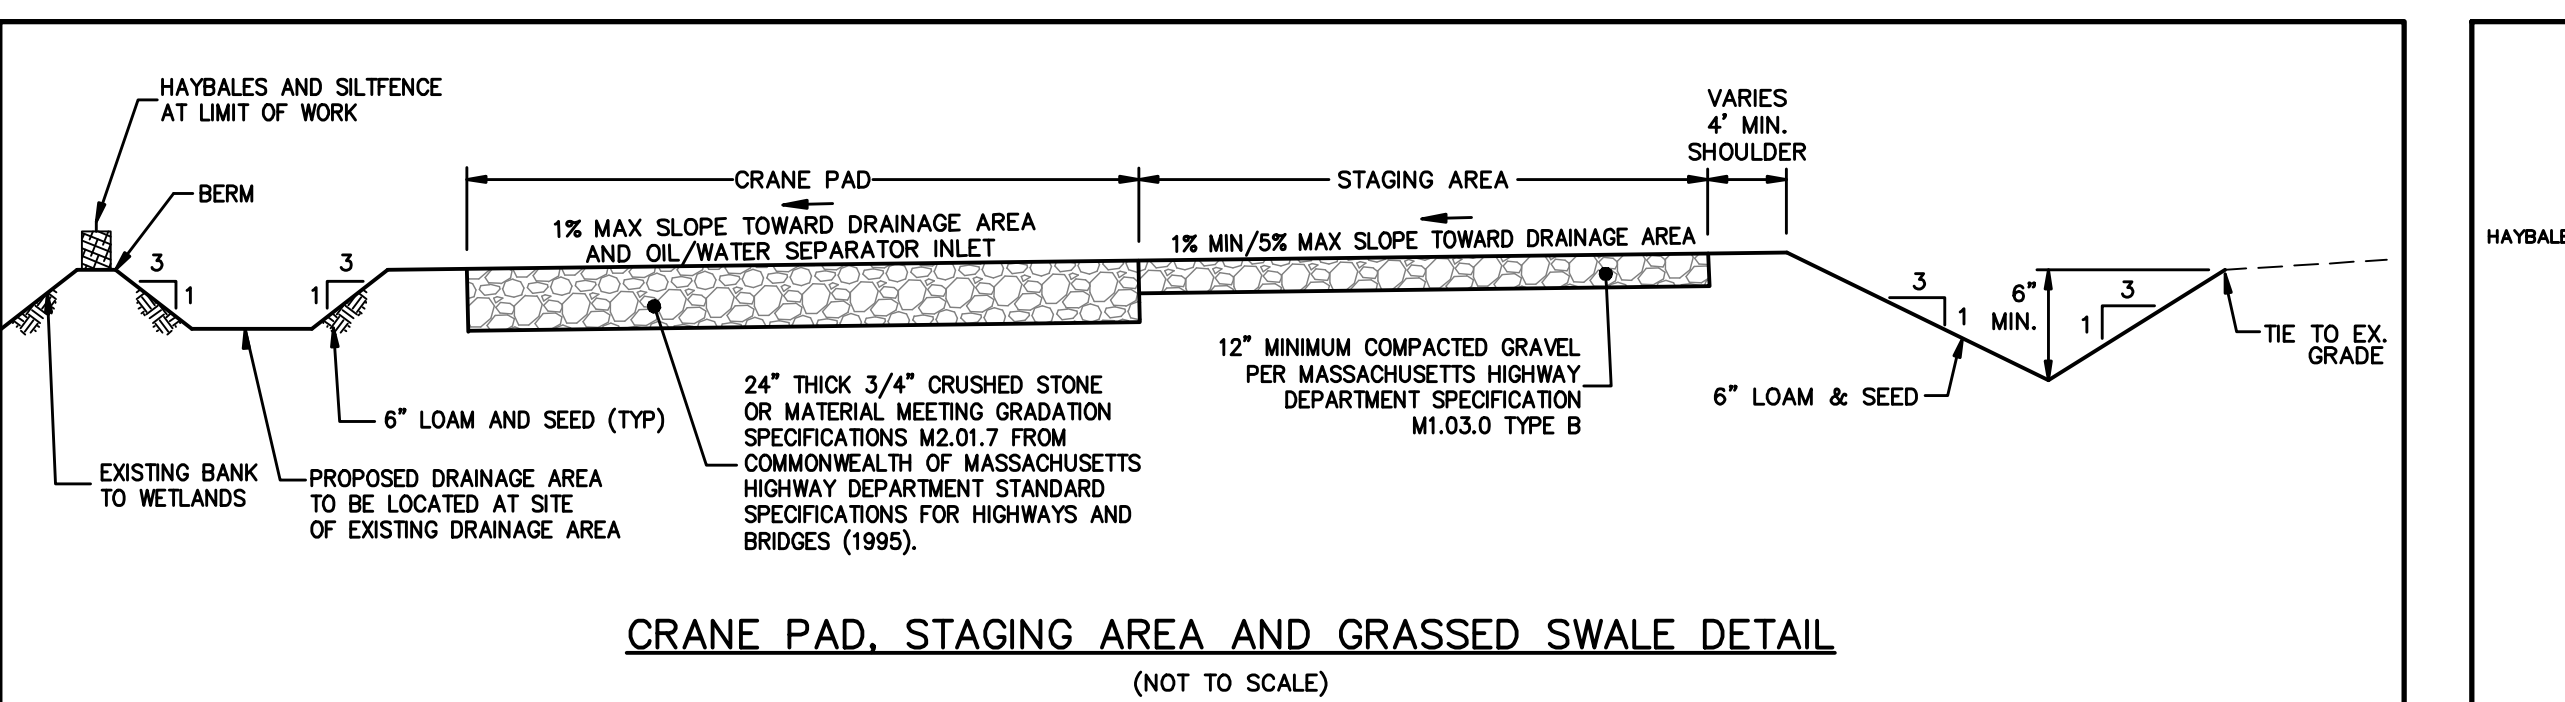 HAYBALES AND SILTFENCE
AT LIMIT OF WORK
BERM
3
1
3
1
CRANE PAD
1% MAX SLOPE TOWARD DRAINAGE AREA
AND OIL/WATER SEPARATOR INLET
STAGING AREA
1% MIN/5% MAX SLOPE TOWARD DRAINAGE AREA
VARIES
4' MIN.
SHOULDER
3
1
6"
MIN.
3
1
TIE TO EX.
GRADE
6" LOAM & SEED
12" MINIMUM COMPACTED GRAVEL
PER MASSACHUSETTS HIGHWAY
DEPARTMENT SPECIFICATION
M1.03.0 TYPE B
24" THICK 3/4" CRUSHED STONE
OR MATERIAL MEETING GRADATION
SPECIFICATIONS M2.01.7 FROM
COMMONWEALTH OF MASSACHUSETTS
HIGHWAY DEPARTMENT STANDARD
SPECIFICATIONS FOR HIGHWAYS AND
BRIDGES (1995).
6" LOAM AND SEED (TYP)
EXISTING BANK
TO WETLANDS
PROPOSED DRAINAGE AREA
TO BE LOCATED AT SITE
OF EXISTING DRAINAGE AREA
CRANE PAD, STAGING AREA AND GRASSED SWALE DETAIL
(NOT TO SCALE)